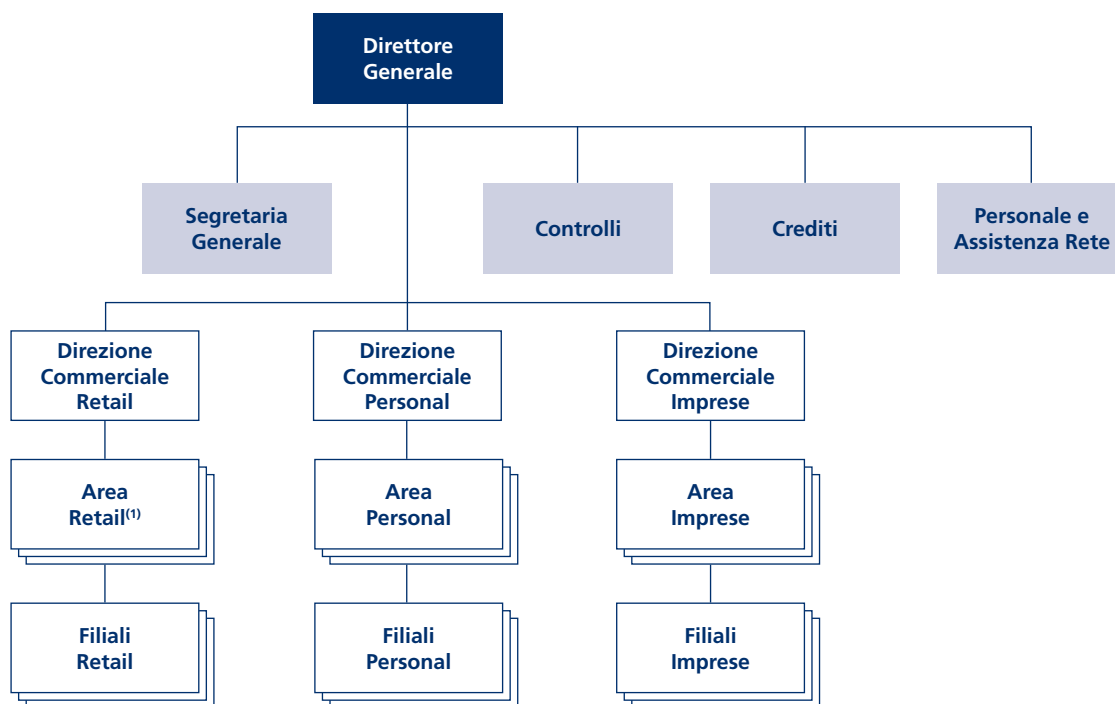 Direttore
Generale
Segretaria
Generale
Controlli
Crediti
Personale e
Assistenza Rete
Direzione
Commerciale
Retail
Direzione
Commerciale
Personal
Direzione
Commerciale
Imprese
Area
Retail(1)
Area
Personal
Area
Imprese
Filiali
Retail
Filiali
Personal
Filiali
Imprese